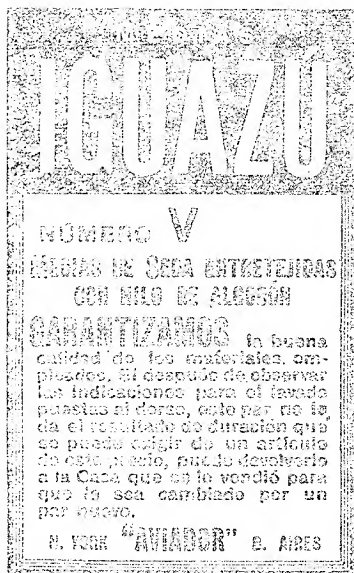 MEDIAS
IGUAZÚ
NÚMERO V
MEDIAS DE SEDA ENTRETEJIDAS
CON HILO DE ALGODÓN
GARANTIZAMOS la buena
calidad de los materiales em-
pleados. Si después de observar
las indicaciones para el lavado
puestas al dorso, este par no le
da el resultado de duración que
se puede exigir de un artículo
de este precio, puede devolverlo
a la Casa que se lo vendió para
que le sea cambiado por un
par nuevo.
N. YORK "AVIADOR" B. AIRES